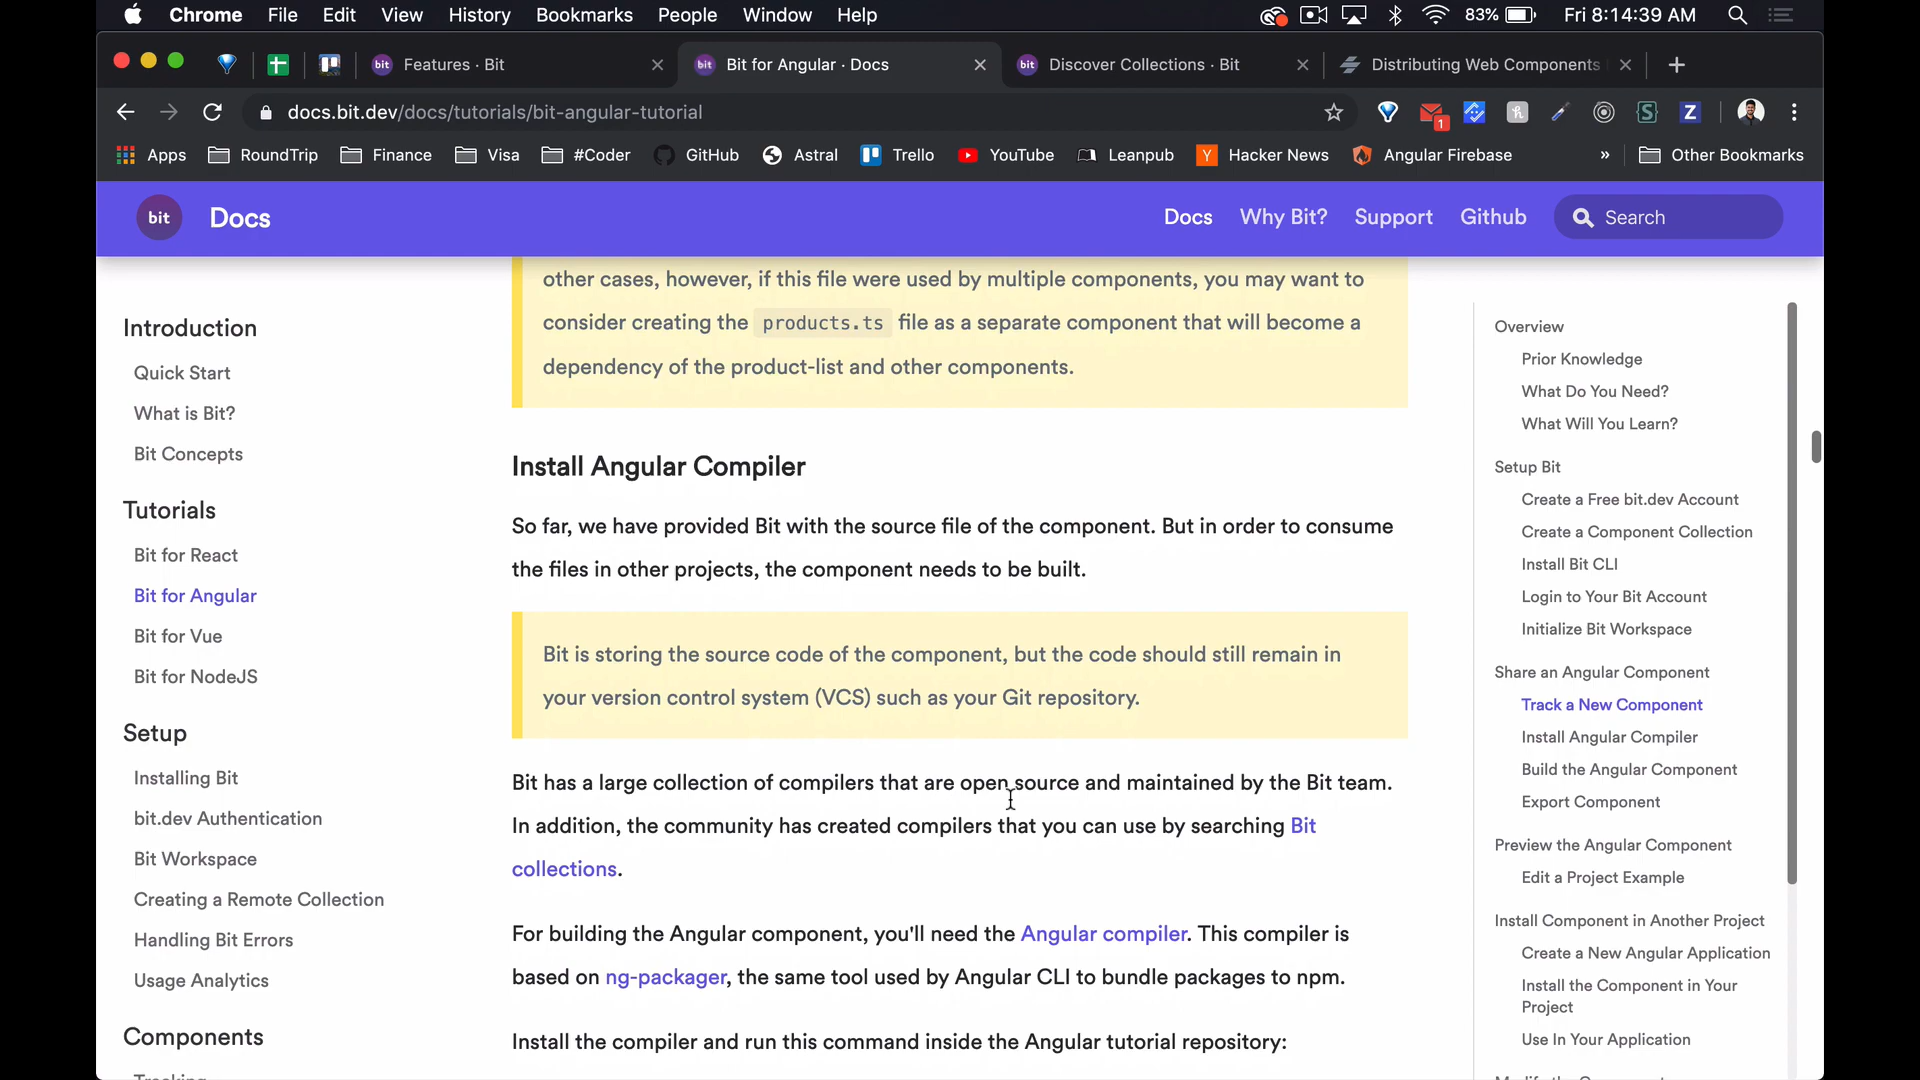 Chrome File Edit View History Bookmarks People Window Help 83% Fri 8:14:39 AM
bit Features · Bit bit Bit for Angular · Docs bit Discover Collections · Bit Distributing Web Components
docs.bit.dev/docs/tutorials/bit-angular-tutorial 1 h S Z
Apps RoundTrip Finance Visa #Coder GitHub Astral Trello YouTube Leanpub Y Hacker News Angular Firebase » Other Bookmarks
bit Docs Docs Why Bit? Support Github Search
Introduction
Quick Start
What is Bit?
Bit Concepts
Tutorials
Bit for React
Bit for Angular
Bit for Vue
Bit for NodeJS
Setup
Installing Bit
bit.dev Authentication
Bit Workspace
Creating a Remote Collection
Handling Bit Errors
Usage Analytics
Components
Tracking
other cases, however, if this file were used by multiple components, you may want to
consider creating the products.ts file as a separate component that will become a
dependency of the product-list and other components.
Install Angular Compiler
So far, we have provided Bit with the source file of the component. But in order to consume
the files in other projects, the component needs to be built.
Bit is storing the source code of the component, but the code should still remain in
your version control system (VCS) such as your Git repository.
Bit has a large collection of compilers that are open source and maintained by the Bit team.
In addition, the community has created compilers that you can use by searching Bit
collections.
For building the Angular component, you'll need the Angular compiler. This compiler is
based on ng-packager, the same tool used by Angular CLI to bundle packages to npm.
Install the compiler and run this command inside the Angular tutorial repository:
Overview
Prior Knowledge
What Do You Need?
What Will You Learn?
Setup Bit
Create a Free bit.dev Account
Create a Component Collection
Install Bit CLI
Login to Your Bit Account
Initialize Bit Workspace
Share an Angular Component
Track a New Component
Install Angular Compiler
Build the Angular Component
Export Component
Preview the Angular Component
Edit a Project Example
Install Component in Another Project
Create a New Angular Application
Install the Component in Your
Project
Use In Your Application